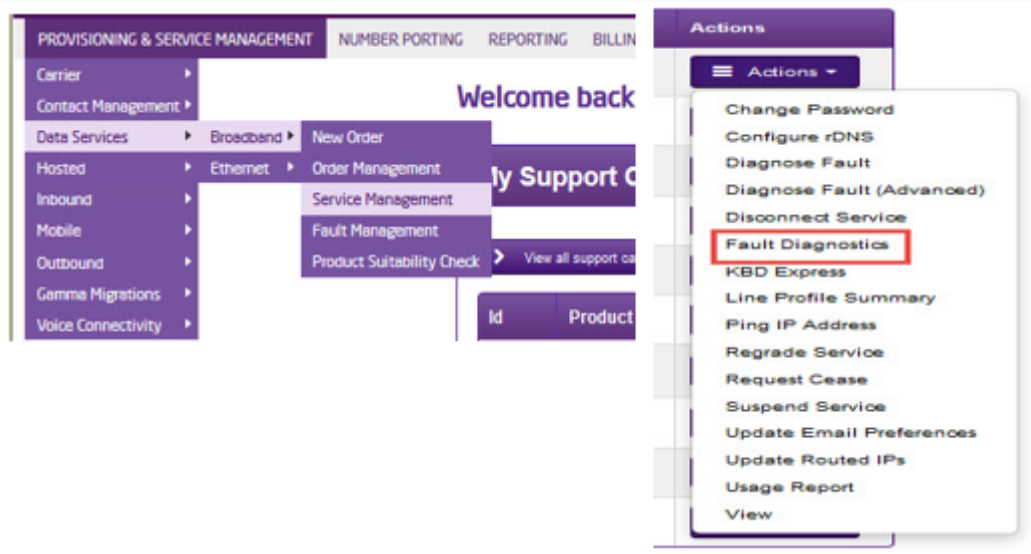 PROVISIONING & SERVICE MANAGEMENT NUMBER PORTING REPORTING BILLIN
Carrier
Contact Management
Data Services
Hosted
Inbound
Mobile
Outbound
Gamma Migrations
Voice Connectivity
Broadband
Ethernet
New Order
Order Management
Service Management
Fault Management
Product Suitability Check
Welcome back
ly Support C
View all support ca
Id Product
Actions
Actions
Change Password
Configure rDNS
Diagnose Fault
Diagnose Fault (Advanced)
Disconnect Service
Fault Diagnostics
KBD Express
Line Profile Summary
Ping IP Address
Regrade Service
Request Cease
Suspend Service
Update Email Preferences
Update Routed IPs
Usage Report
View